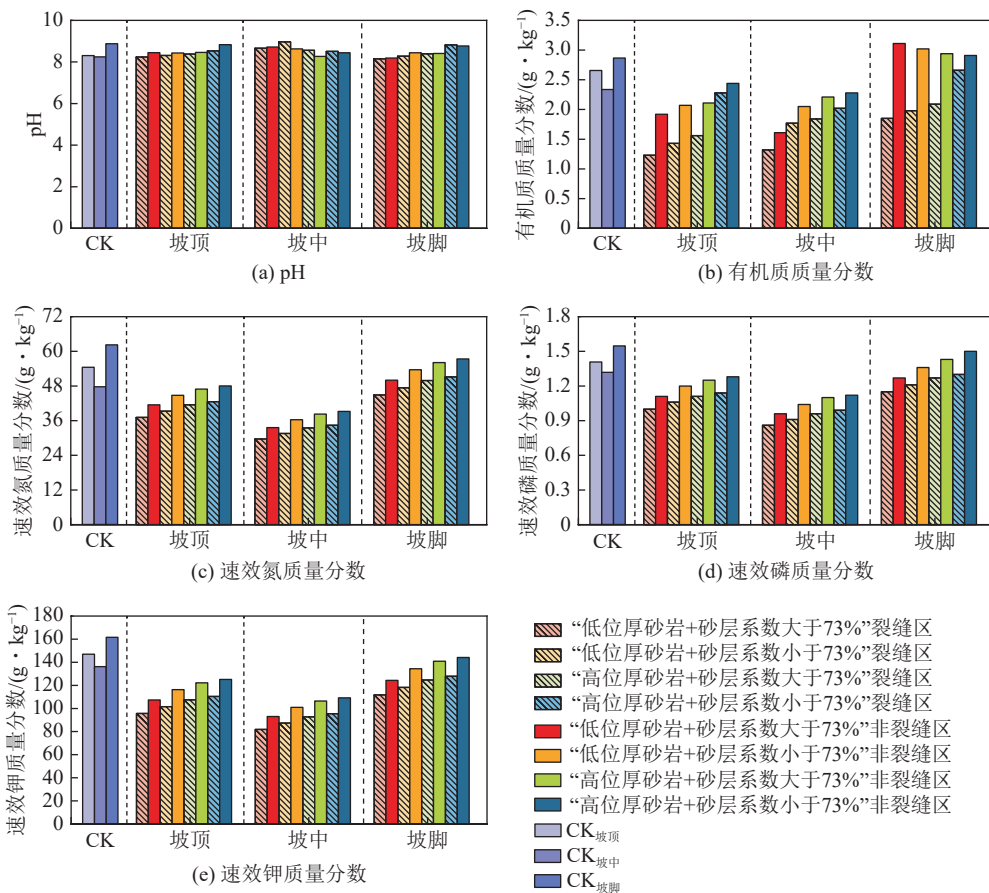 10
8
6
4
2
0
pH
CK
坡顶
坡中
坡脚
(a) pH
3.5
3.0
2.5
2.0
1.5
1.0
0.5
0
有机质质量分数/(g·kg⁻¹)
CK
坡顶
坡中
坡脚
(b) 有机质质量分数
72
60
48
36
24
12
0
速效氮质量分数/(g·kg⁻¹)
CK
坡顶
坡中
坡脚
(c) 速效氮质量分数
1.8
1.5
1.2
0.9
0.6
0.3
0
速效磷质量分数/(g·kg⁻¹)
CK
坡顶
坡中
坡脚
(d) 速效磷质量分数
180
160
140
120
100
80
60
40
20
0
速效钾质量分数/(g·kg⁻¹)
CK
坡顶
坡中
坡脚
(e) 速效钾质量分数
“低位厚砂岩+砂层系数大于73%”裂缝区
“低位厚砂岩+砂层系数小于73%”裂缝区
“高位厚砂岩+砂层系数大于73%”裂缝区
“高位厚砂岩+砂层系数小于73%”裂缝区
“低位厚砂岩+砂层系数大于73%”非裂缝区
“低位厚砂岩+砂层系数小于73%”非裂缝区
“高位厚砂岩+砂层系数大于73%”非裂缝区
“高位厚砂岩+砂层系数小于73%”非裂缝区
CK坡顶
CK坡中
CK坡脚